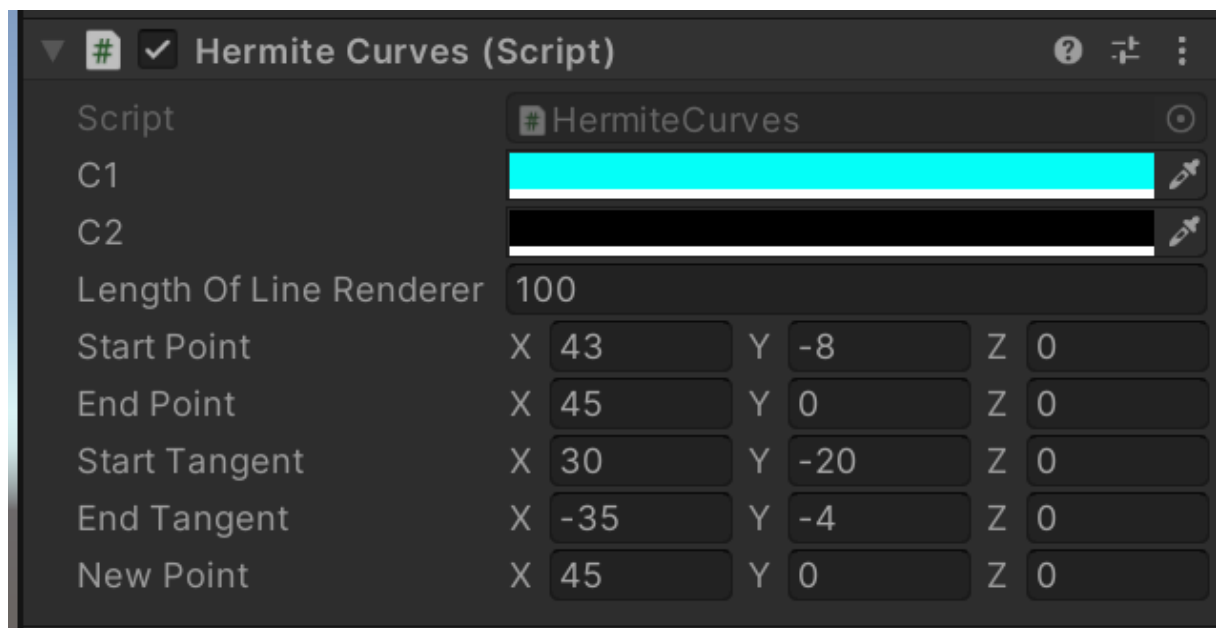 # Hermite Curves (Script)
Script # HermiteCurves
C1
C2
Length Of Line Renderer 100
Start Point X 43 Y -8 Z 0
End Point X 45 Y 0 Z 0
Start Tangent X 30 Y -20 Z 0
End Tangent X -35 Y -4 Z 0
New Point X 45 Y 0 Z 0